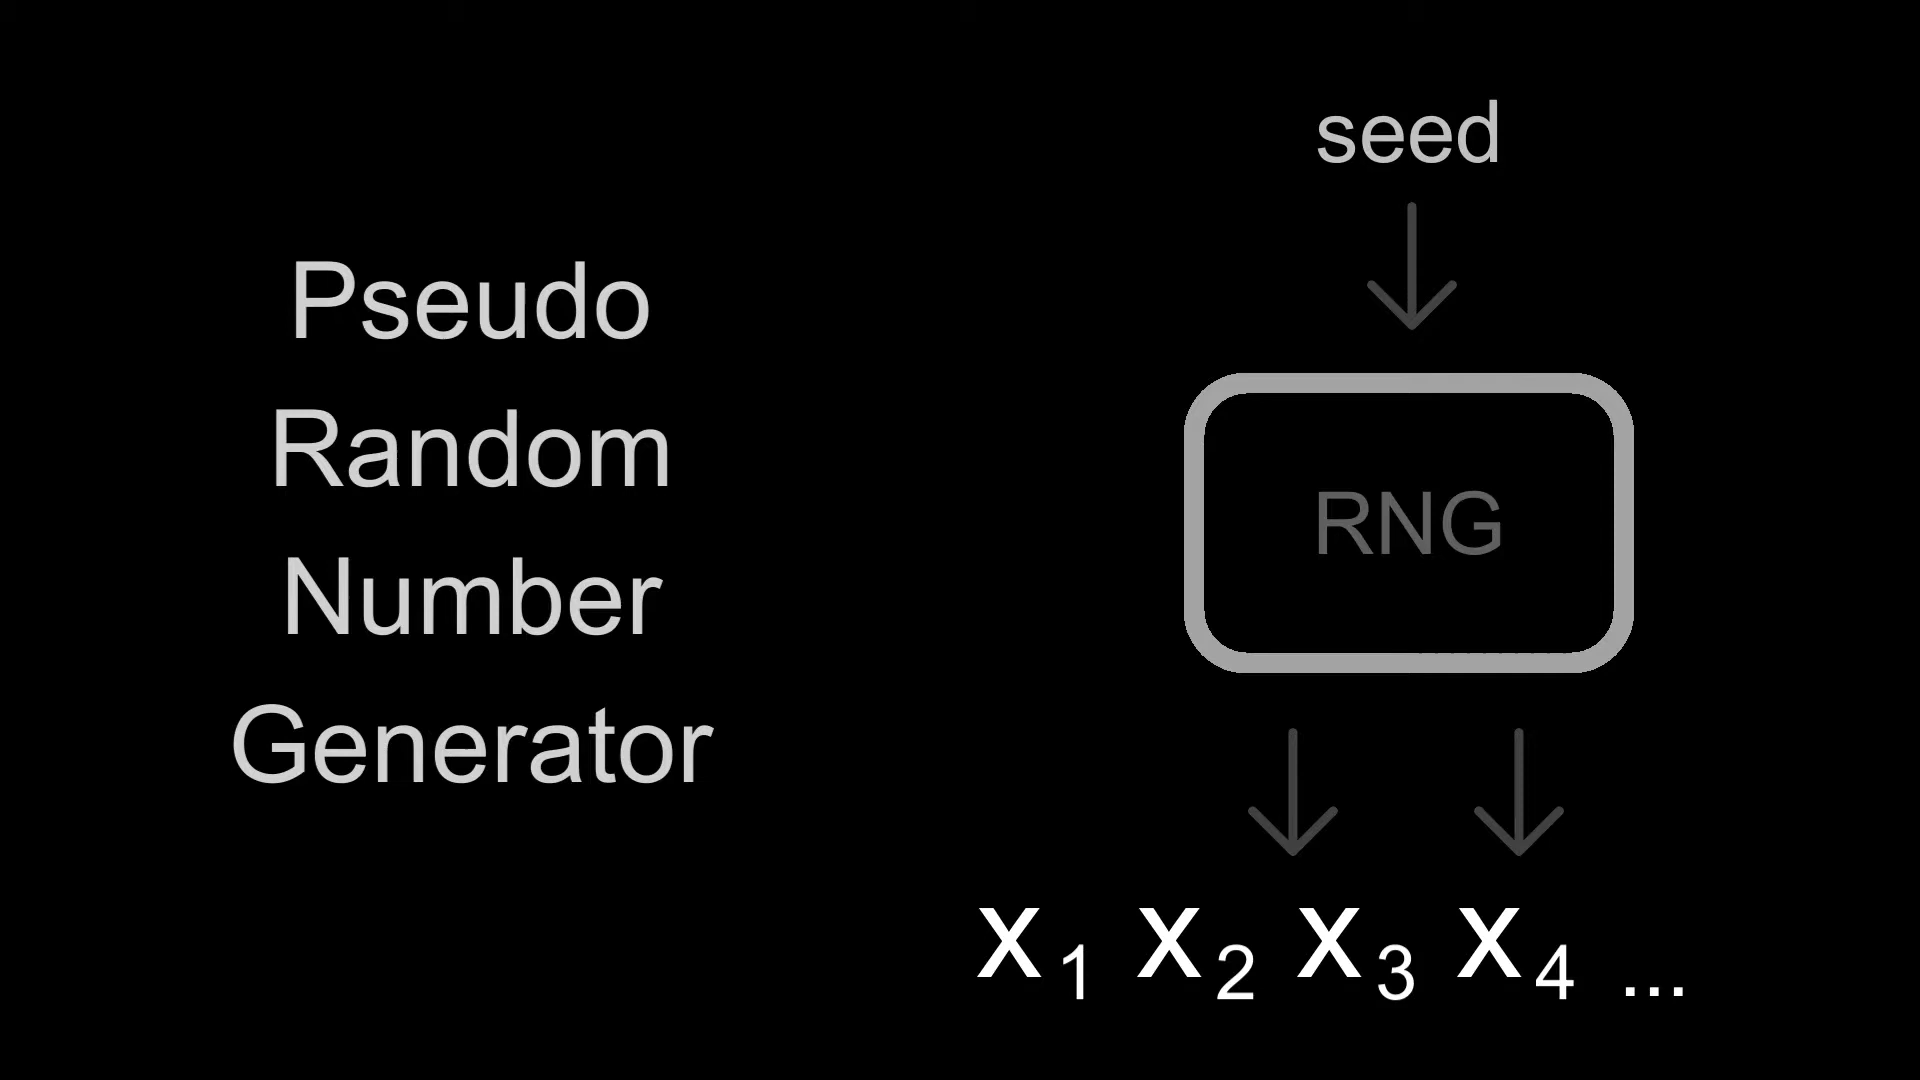 Pseudo
Random
Number
Generator
seed
RNG
x1 x2 x3 x4 ...